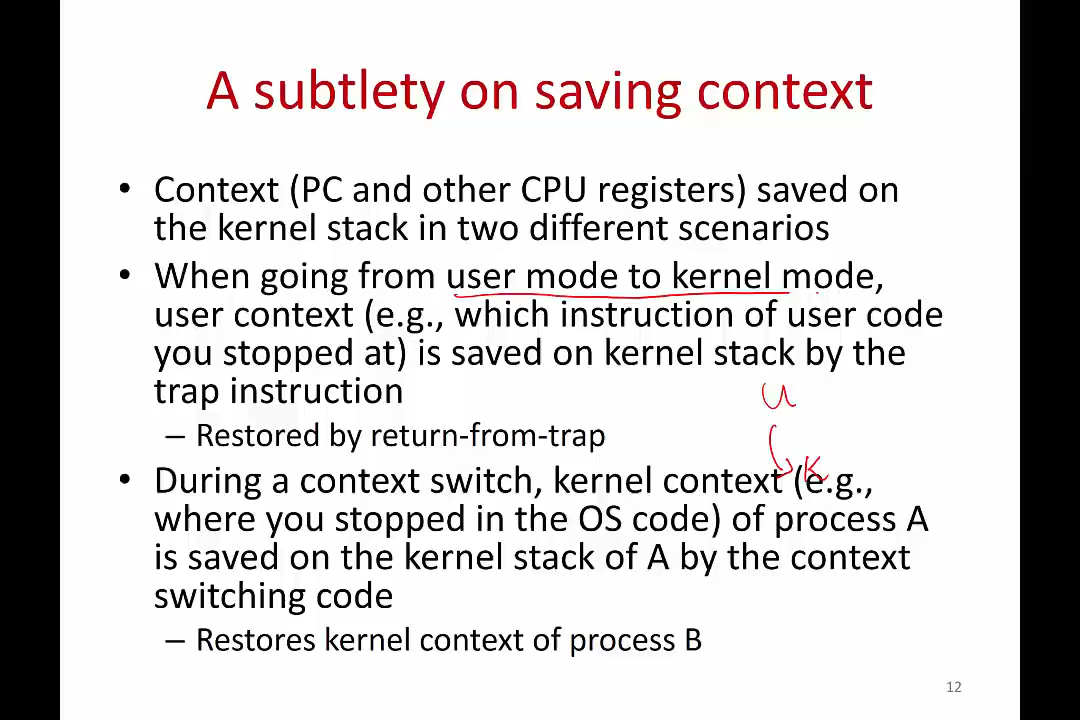 A subtlety on saving context
• Context (PC and other CPU registers) saved on
the kernel stack in two different scenarios
• When going from user mode to kernel mode,
user context (e.g., which instruction of user code
you stopped at) is saved on kernel stack by the
trap instruction
U
– Restored by return-from-trap
K
• During a context switch, kernel context (e.g.,
where you stopped in the OS code) of process A
is saved on the kernel stack of A by the context
switching code
– Restores kernel context of process B
12